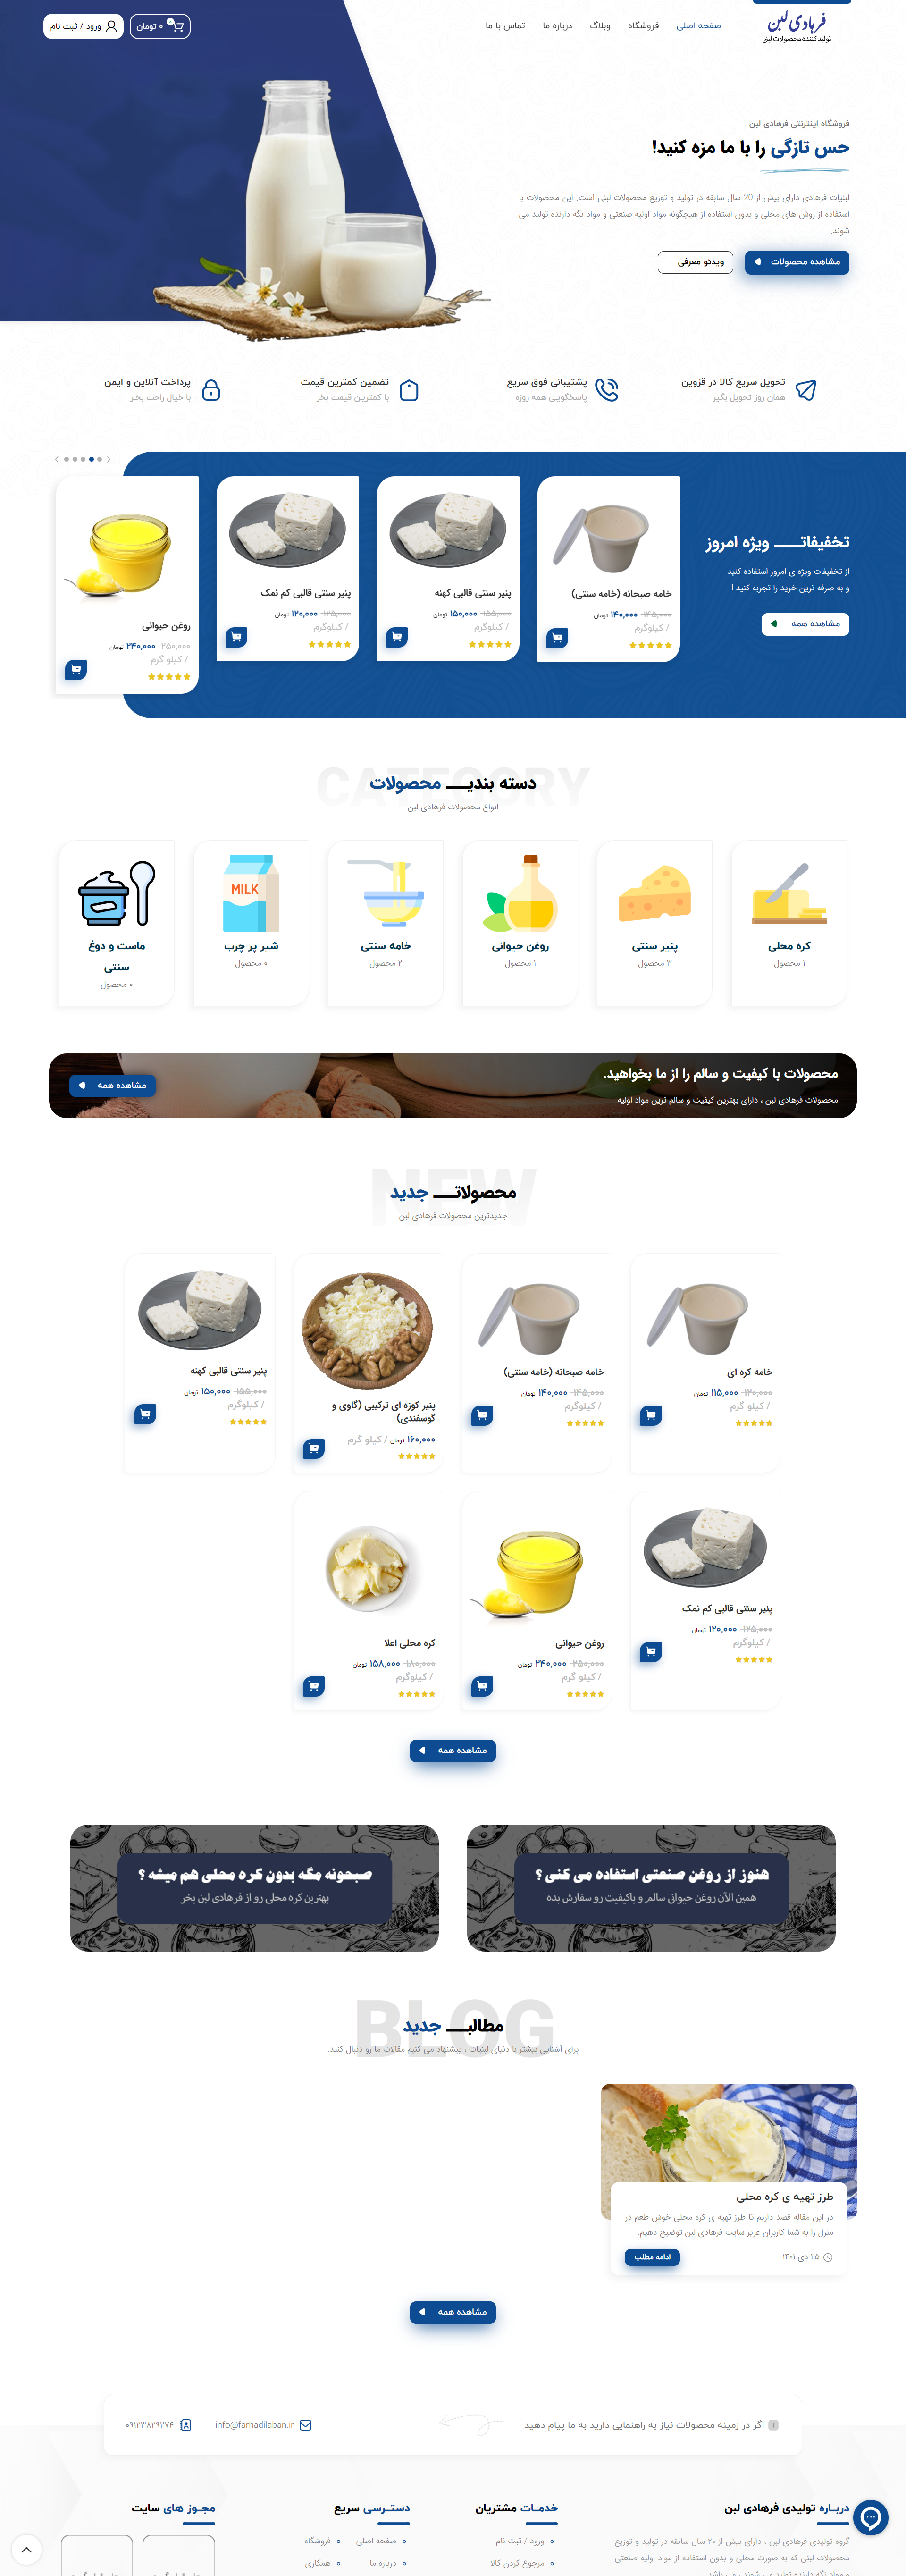 فرهادی لبن
تولیدکننده محصولات لبنی
صفحه اصلی
فروشگاه
وبلاگ
درباره ما
تماس با ما
۰
۰ تومان
ورود / ثبت نام
فروشگاه اینترنتی فرهادی لبن
حس تازگی را با ما مزه کنید!
لبنیات فرهادی دارای بیش از 20 سال سابقه در تولید و توزیع محصولات لبنی است. این محصولات با
استفاده از روش های محلی و بدون استفاده از هیچگونه مواد اولیه صنعتی و مواد نگه دارنده تولید می
شوند.
مشاهده محصولات
ویدئو معرفی
تحویل سریع کالا در قزوین
همان روز تحویل بگیر
پشتیبانی فوق سریع
پاسخگویی همه روزه
تضمین کمترین قیمت
با کمترین قیمت بخر
پرداخت آنلاین و ایمن
با خیال راحت بخر
تخفیفاتــــ ویژه امروز
از تخفیفات ویژه ی امروز استفاده کنید
و به صرفه ترین خرید را تجربه کنید !
مشاهده همه
خامه صبحانه (خامه سنتی)
۱۴۵,۰۰۰ ۱۴۰,۰۰۰ تومان
/ کیلوگرم
پنیر سنتی قالبی کهنه
۱۵۵,۰۰۰ ۱۵۰,۰۰۰ تومان
/ کیلوگرم
پنیر سنتی قالبی کم نمک
۱۲۵,۰۰۰ ۱۲۰,۰۰۰ تومان
/ کیلوگرم
روغن حیوانی
۲۵۰,۰۰۰ ۲۴۰,۰۰۰ تومان
/ کیلو گرم
CATEGORY
دسته بندیـــ محصولات
انواع محصولات فرهادی لبن
کره محلی
۱ محصول
پنیر سنتی
۳ محصول
روغن حیوانی
۱ محصول
خامه سنتی
۲ محصول
MILK
شیر پر چرب
۰ محصول
ماست و دوغ
سنتی
۰ محصول
محصولات با کیفیت و سالم را از ما بخواهید.
محصولات فرهادی لبن ، دارای بهترین کیفیت و سالم ترین مواد اولیه
مشاهده همه
NEW
محصولاتـــ جدید
جدیدترین محصولات فرهادی لبن
خامه کره ای
۱۲۰,۰۰۰ ۱۱۵,۰۰۰ تومان
/ کیلو گرم
خامه صبحانه (خامه سنتی)
۱۴۵,۰۰۰ ۱۴۰,۰۰۰ تومان
/ کیلوگرم
پنیر کوزه ای ترکیبی (گاوی و
گوسفندی)
۱۶۰,۰۰۰ تومان / کیلو گرم
پنیر سنتی قالبی کهنه
۱۵۵,۰۰۰ ۱۵۰,۰۰۰ تومان
/ کیلوگرم
پنیر سنتی قالبی کم نمک
۱۲۵,۰۰۰ ۱۲۰,۰۰۰ تومان
/ کیلوگرم
روغن حیوانی
۲۵۰,۰۰۰ ۲۴۰,۰۰۰ تومان
/ کیلو گرم
کره محلی اعلا
۱۸۰,۰۰۰ ۱۵۸,۰۰۰ تومان
/ کیلوگرم
مشاهده همه
هنوز از روغن صنعتی استفاده می کنی ؟
همین الآن روغن حیوانی سالم و باکیفیت رو سفارش بده
صبحونه مگه بدون کره محلی هم میشه ؟
بهترین کره محلی رو از فرهادی لبن بخر
BLOG
مطالبـــ جدید
برای آشنایی بیشتر با دنیای لبنیات ، پیشنهاد می کنیم مقالات ما رو دنبال کنید.
طرز تهیه ی کره محلی
در این مقاله قصد داریم تا طرز تهیه ی کره محلی خوش طعم در
منزل را به شما کاربران عزیز سایت فرهادی لبن توضیح دهیم.
۲۵ دی ۱۴۰۱
ادامه مطلب
مشاهده همه
اگر در زمینه محصولات نیاز به راهنمایی دارید به ما پیام دهید
info@farhadilaban.ir
۰۹۱۲۳۸۲۹۲۷۴
دربـاره تولیدی فرهادی لبن
گروه تولیدی فرهادی لبن ، دارای بیش از ۲۰ سال سابقه در تولید و توزیع
محصولات لبنی که به صورت محلی و بدون استفاده از مواد اولیه صنعتی
خدمـات مشتریان
ورود / ثبت نام
مرجوع کردن کالا
دستـرسی سریع
صفحه اصلی
فروشگاه
درباره ما
همکاری
مجـوز های سایت